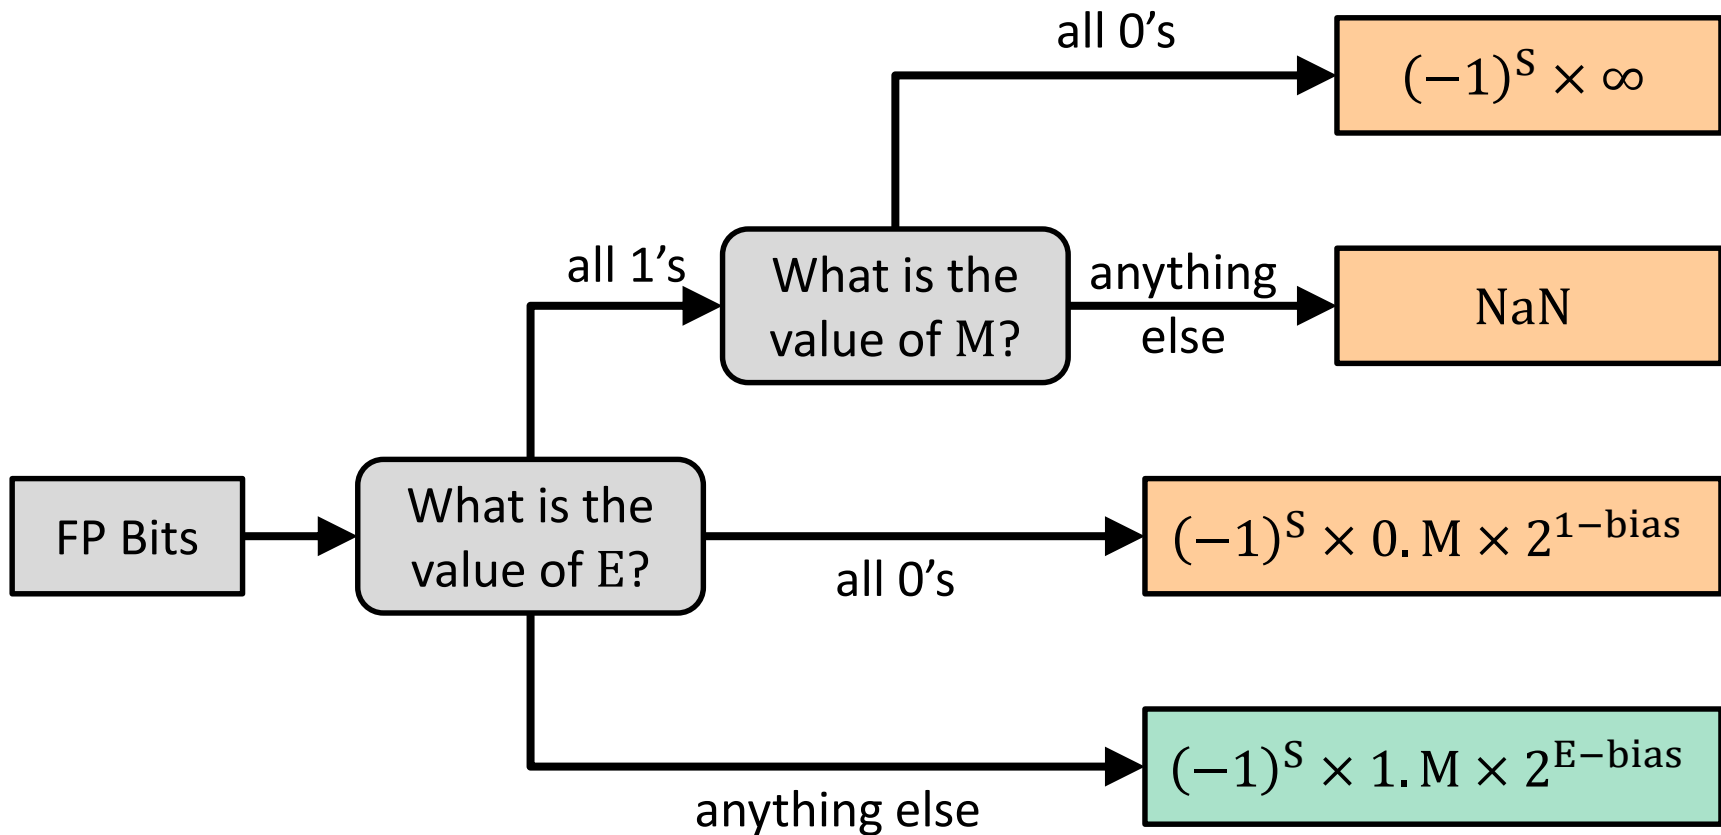 all 0’s
(−1)^S × ∞
all 1’s
What is the
value of M?
anything
else
NaN
FP Bits
What is the
value of E?
all 0’s
(−1)^S × 0. M × 2^{1−bias}
anything else
(−1)^S × 1. M × 2^{E−bias}